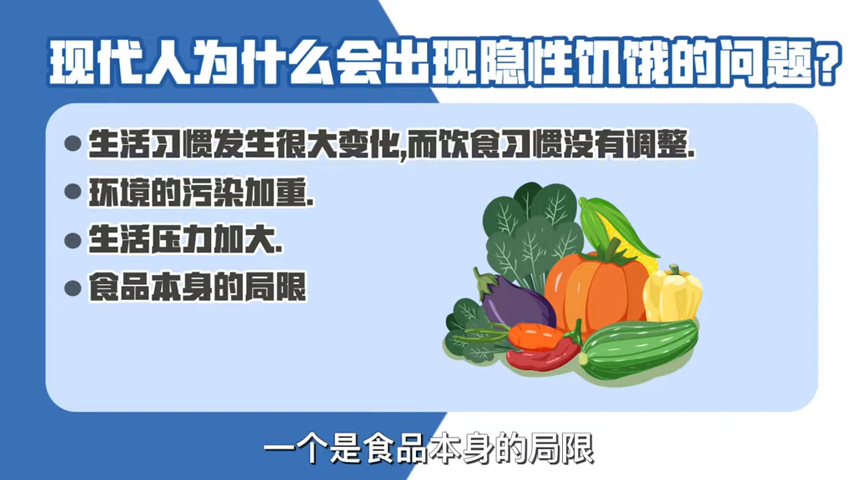 现代人为什么会出现隐性饥饿的问题?
生活习惯发生很大变化,而饮食习惯没有调整.
环境的污染加重.
生活压力加大.
食品本身的局限
一个是食品本身的局限